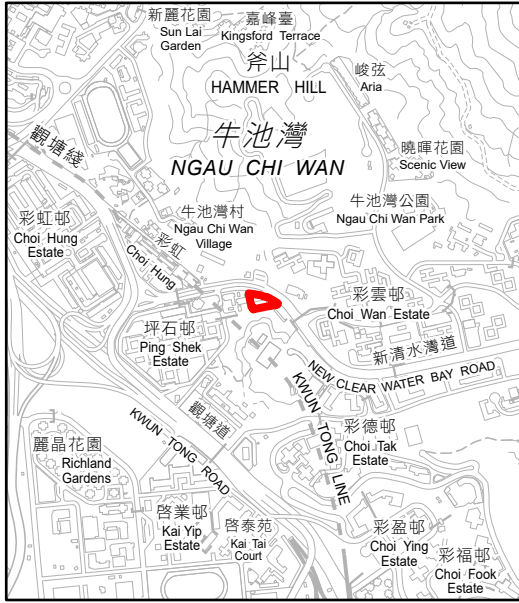 新麗花園
Sun Lai
Garden
嘉峰臺
Kingsford Terrace
斧山
HAMMER HILL
峻弦
Aria
觀塘綫
牛池灣
NGAU CHI WAN
曉暉花園
Scenic View
彩虹邨
Choi Hung
Estate
牛池灣村
Ngau Chi Wan
Village
牛池灣公園
Ngau Chi Wan Park
彩虹
Choi Hung
彩雲邨
Choi Wan Estate
坪石邨
Ping Shek
Estate
新清水灣道
NEW CLEAR WATER BAY ROAD
觀塘道
KWUN TONG ROAD
KWUN TONG LINE
麗晶花園
Richland
Gardens
彩德邨
Choi Tak
Estate
啓業邨
Kai Yip
Estate
啓泰苑
Kai Tai
Court
彩盈邨
Choi Ying
Estate
彩福邨
Choi Fook
Estate